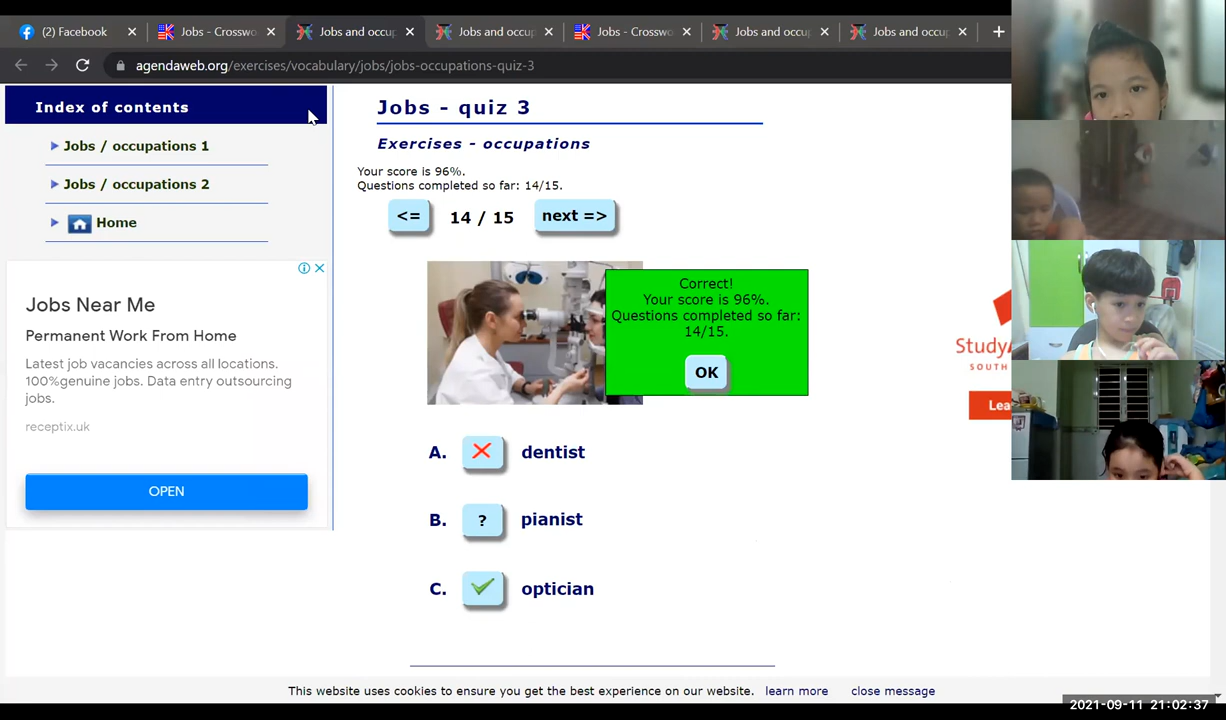 (2) Facebook
Jobs - Crosswo
Jobs and occup
Jobs and occup
Jobs - Crosswo
Jobs and occup
Jobs and occup
agendaweb.org/exercises/vocabulary/jobs/jobs-occupations-quiz-3
Index of contents
Jobs / occupations 1
Jobs / occupations 2
Home
Jobs Near Me
Permanent Work From Home
Latest job vacancies across all locations.
100%genuine jobs. Data entry outsourcing
jobs.
receptix.uk
OPEN
Jobs - quiz 3
Exercises - occupations
Your score is 96%.
Questions completed so far: 14/15.
<= 14 / 15 next =>
Correct!
Your score is 96%.
Questions completed so far:
14/15.
OK
A. dentist
B. ? pianist
C. optician
StudyA
SOUTH
Lea
This website uses cookies to ensure you get the best experience on our website. learn more close message
2021-09-11 21:02:37